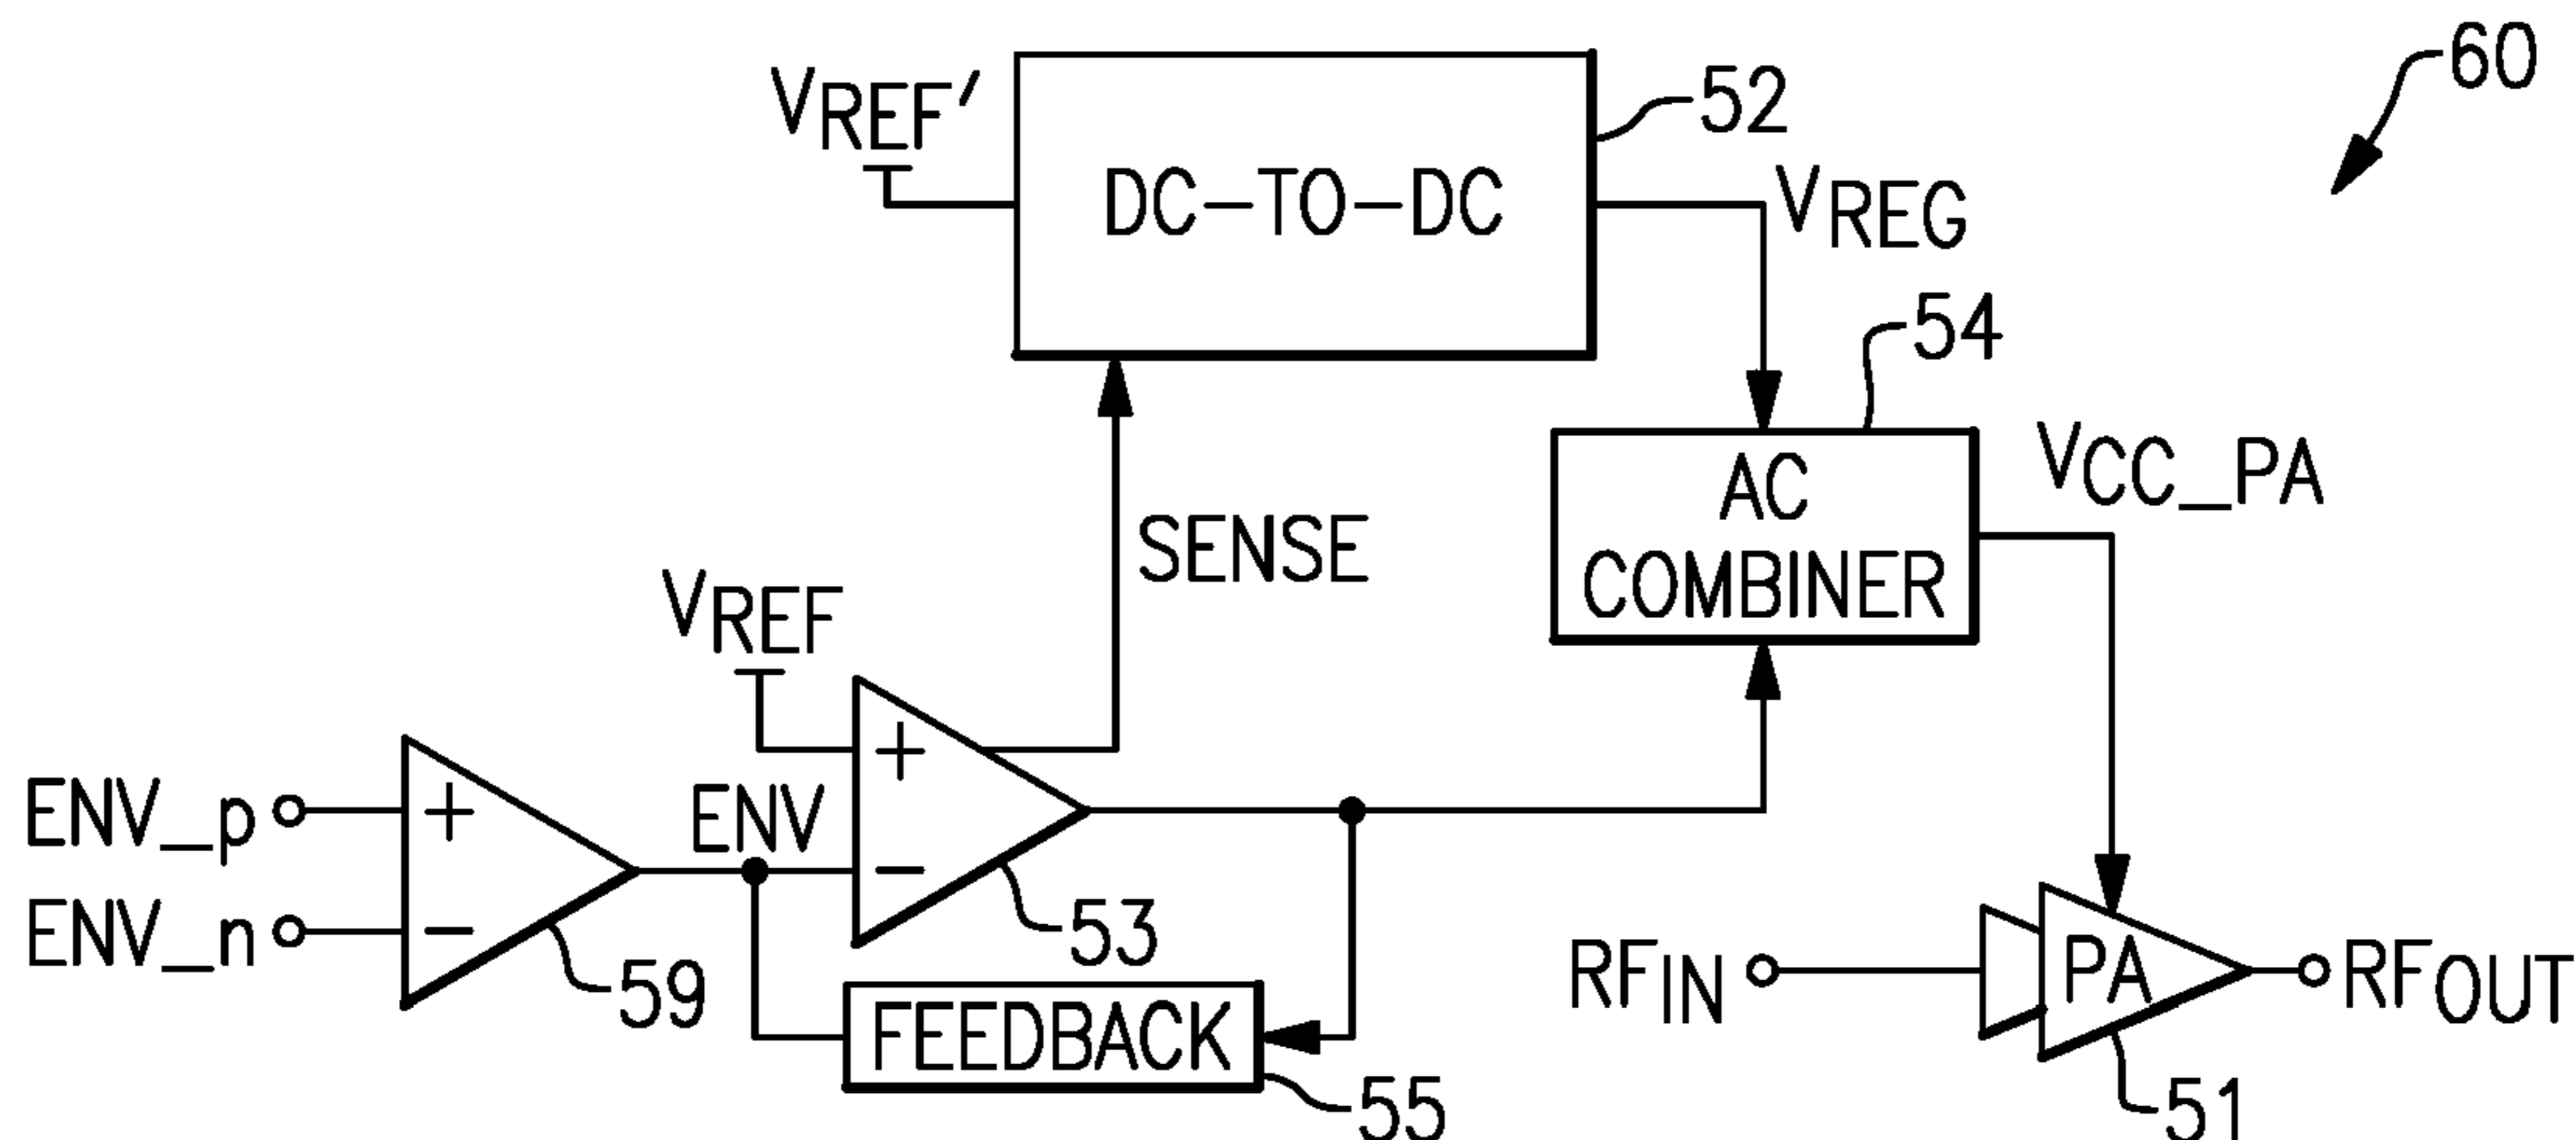 60
VREF'
52
DC-TO-DC
VREG
54
AC
COMBINER
VCC_PA
SENSE
VREF
+
ENV_p
+
ENV
ENV_n
−
−
59
53
FEEDBACK
55
RFIN
PA
RFOUT
51